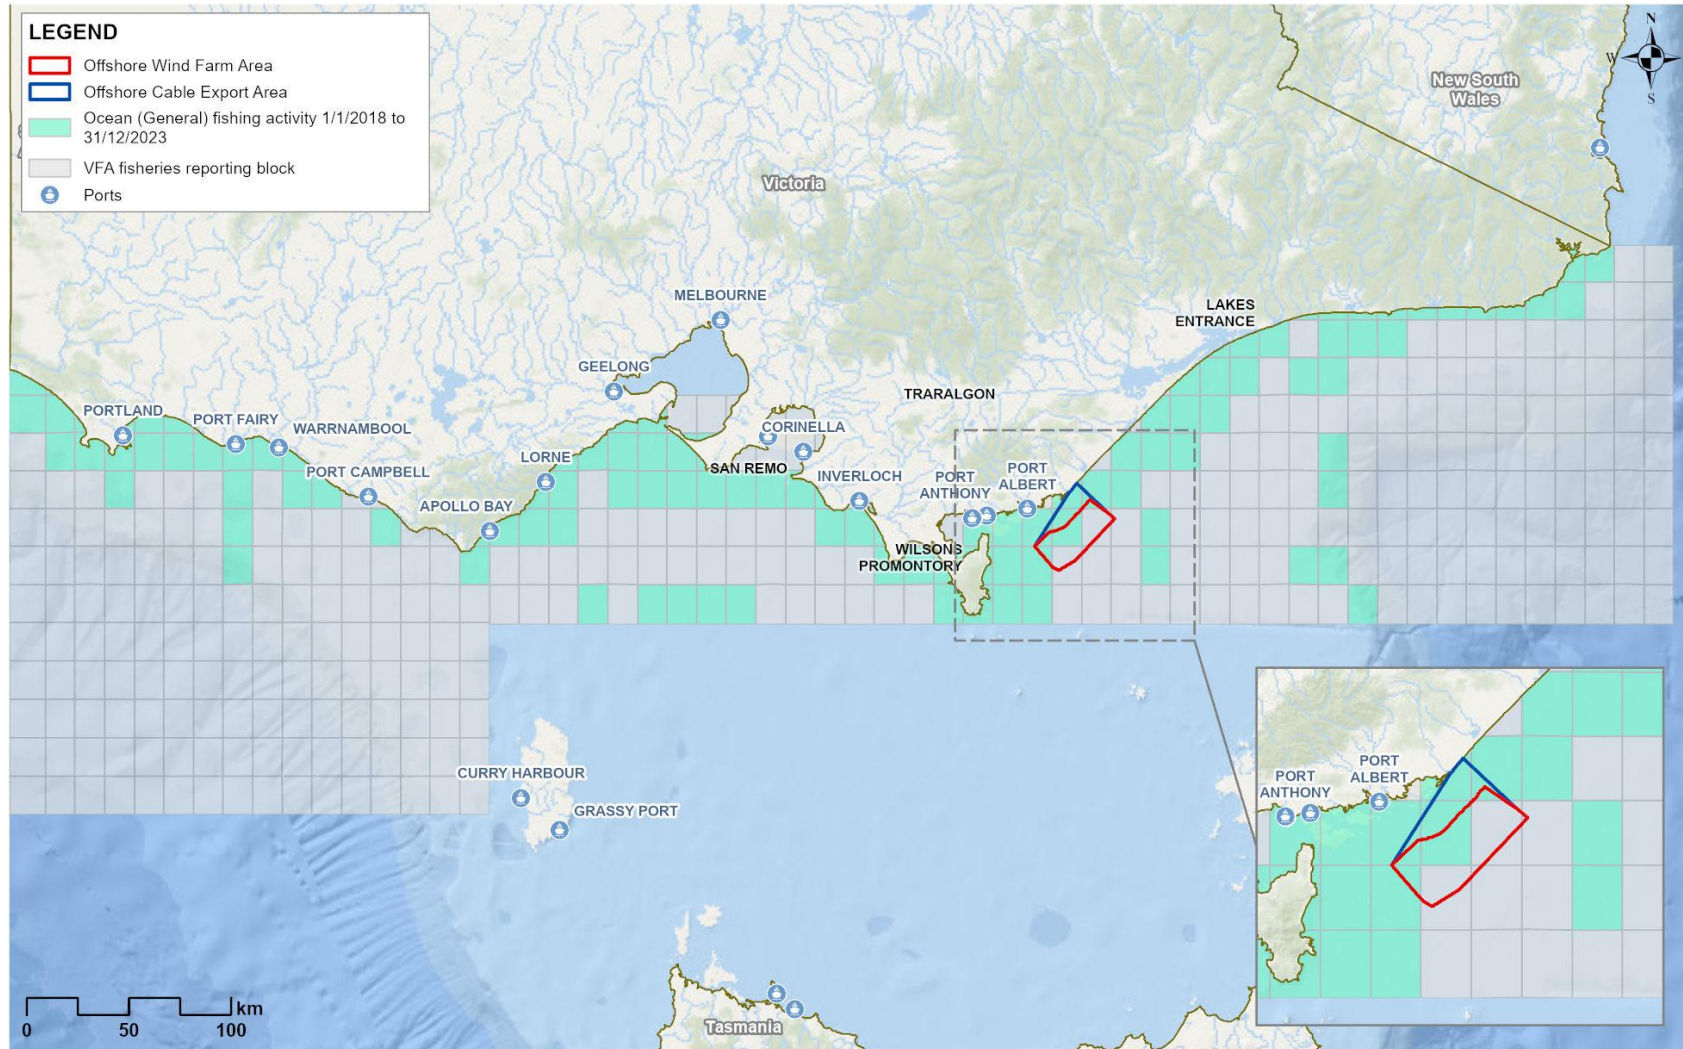 LEGEND
Offshore Wind Farm Area
Offshore Cable Export Area
Ocean (General) fishing activity 1/1/2018 to
31/12/2023
VFA fisheries reporting block
Ports
N
W
S
New South
Wales
Victoria
MELBOURNE
LAKES
ENTRANCE
GEELONG
TRARALGON
PORTLAND
PORT FAIRY
WARRNAMBOOL
CORINELLA
LORNE
SAN REMO
PORT CAMPBELL
INVERLOCH
PORT
ANTHONY
PORT
ALBERT
APOLLO BAY
WILSONS
PROMONTORY
CURRY HARBOUR
GRASSY PORT
PORT
ANTHONY
PORT
ALBERT
Tasmania
km
0
50
100